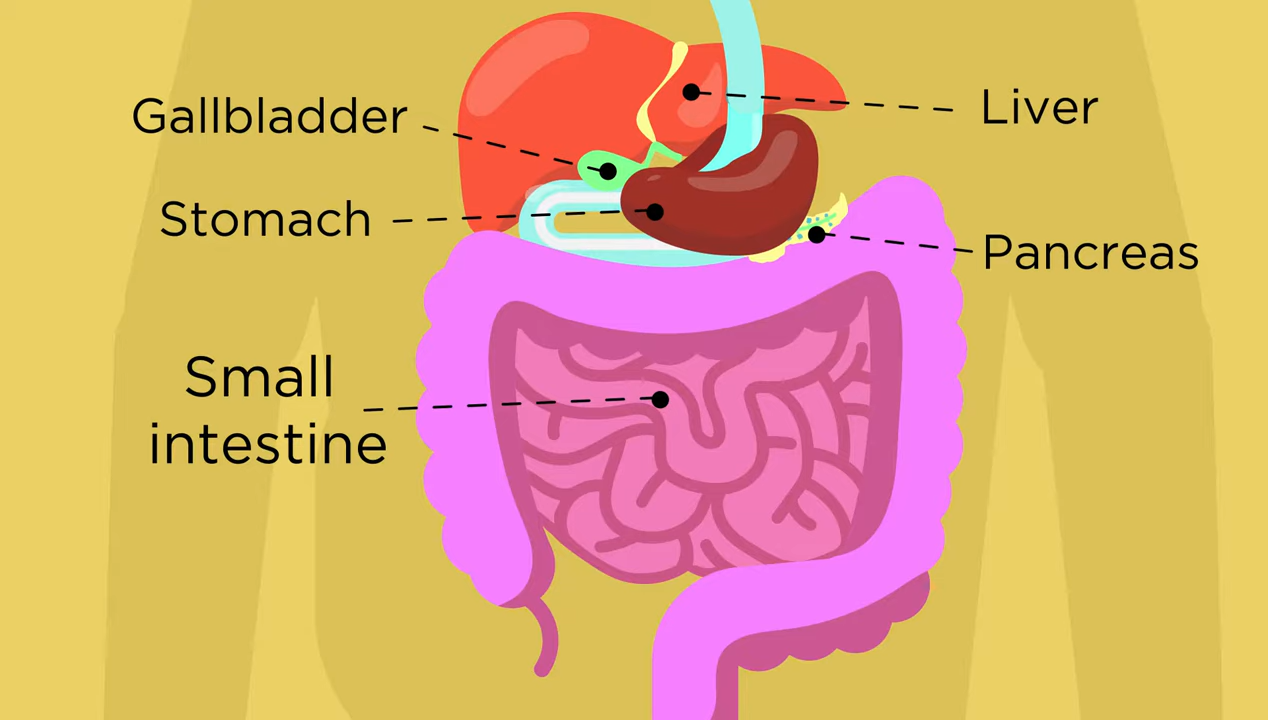 Gallbladder
Liver
Stomach
Pancreas
Small
intestine